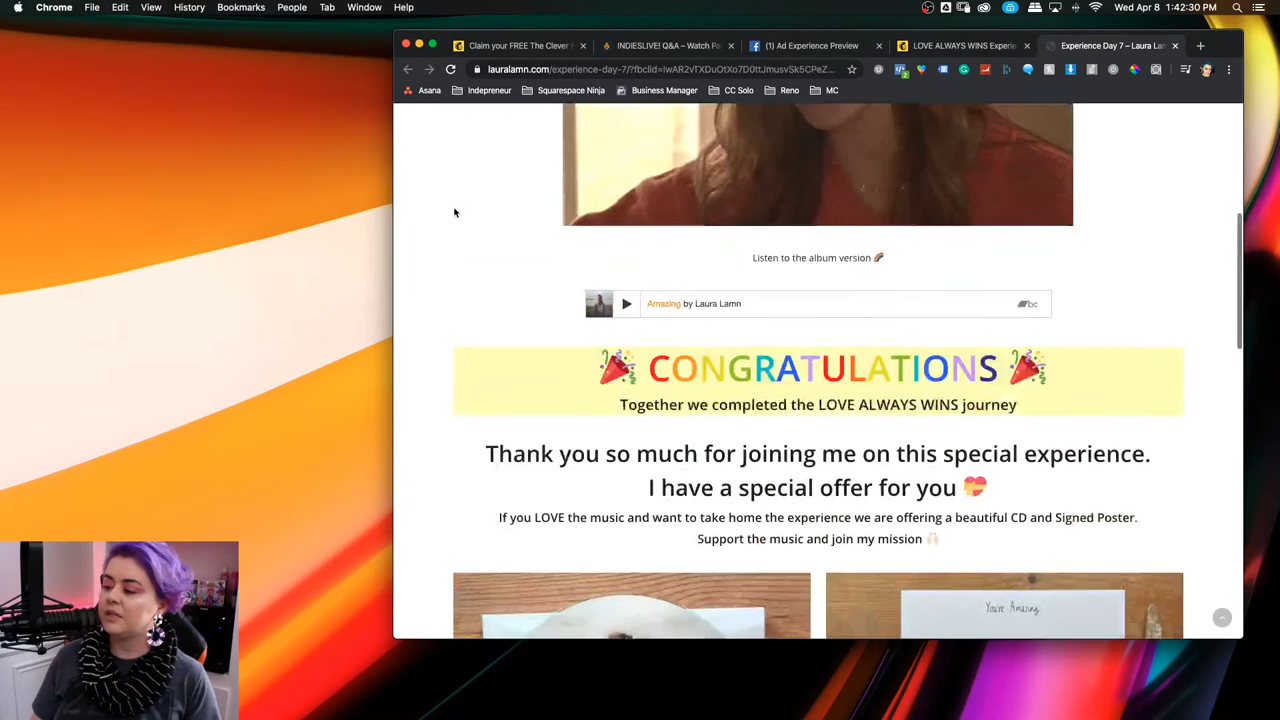 Chrome File Edit View History Bookmarks People Tab Window Help
Wed Apr 8 1:42:30 PM
Claim your FREE The Clever
INDIESLIVE! Q&A – Watch Pa
(1) Ad Experience Preview
LOVE ALWAYS WINS Experien
Experience Day 7 – Laura La
lauralamn.com/experience-day-7/?fbclid=IwAR2vTXDuOtXo7D0ttJmusvSk5CPeZ...
Asana Indepreneur Squarespace Ninja Business Manager CC Solo Reno MC
Listen to the album version 🌈
Amazing by Laura Lamn
bc
🎉 CONGRATULATIONS 🎉
Together we completed the LOVE ALWAYS WINS journey
Thank you so much for joining me on this special experience.
I have a special offer for you 💝
If you LOVE the music and want to take home the experience we are offering a beautiful CD and Signed Poster.
Support the music and join my mission 🙌🏻
You're Amazing